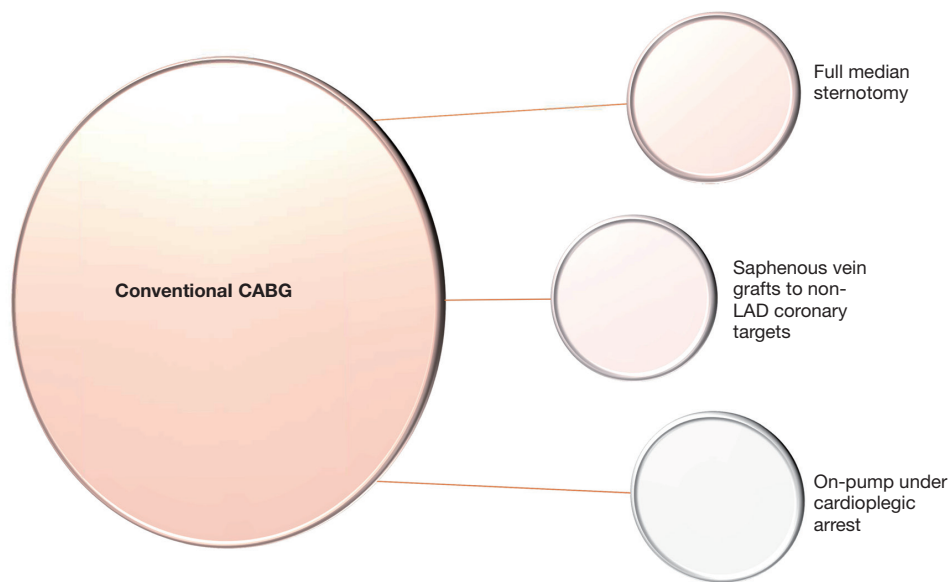 Conventional CABG
Full median
sternotomy
Saphenous vein
grafts to non-
LAD coronary
targets
On-pump under
cardioplegic
arrest